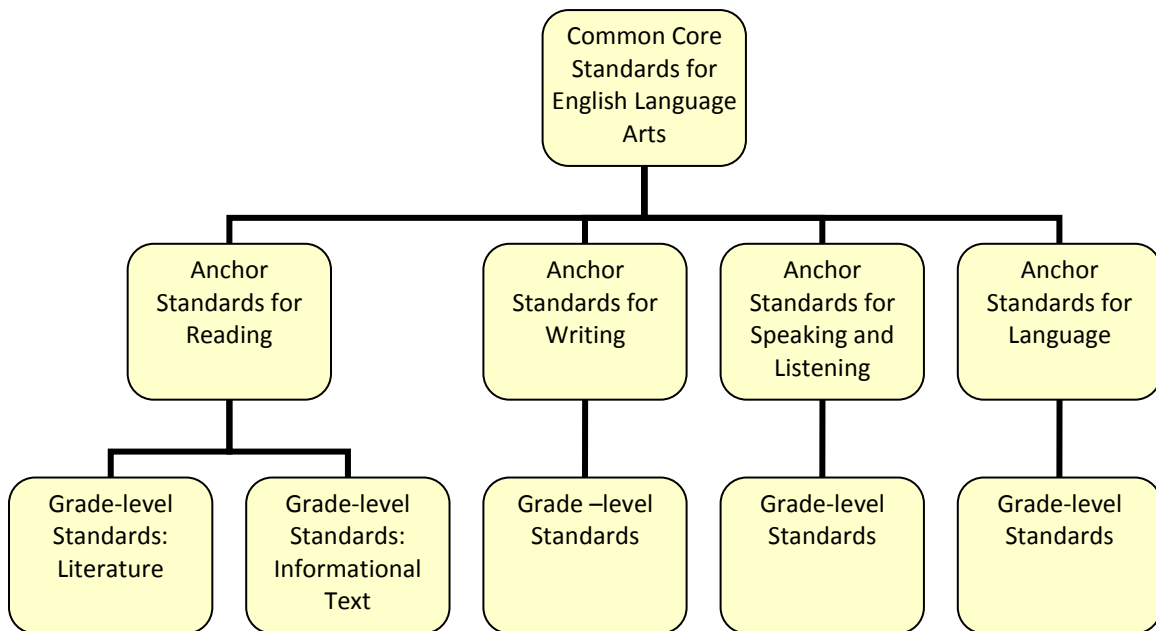 Common Core
Standards for
English Language
Arts
Anchor
Standards for
Reading
Anchor
Standards for
Writing
Anchor
Standards for
Speaking and
Listening
Anchor
Standards for
Language
Grade-level
Standards:
Literature
Grade-level
Standards:
Informational
Text
Grade –level
Standards
Grade-level
Standards
Grade-level
Standards